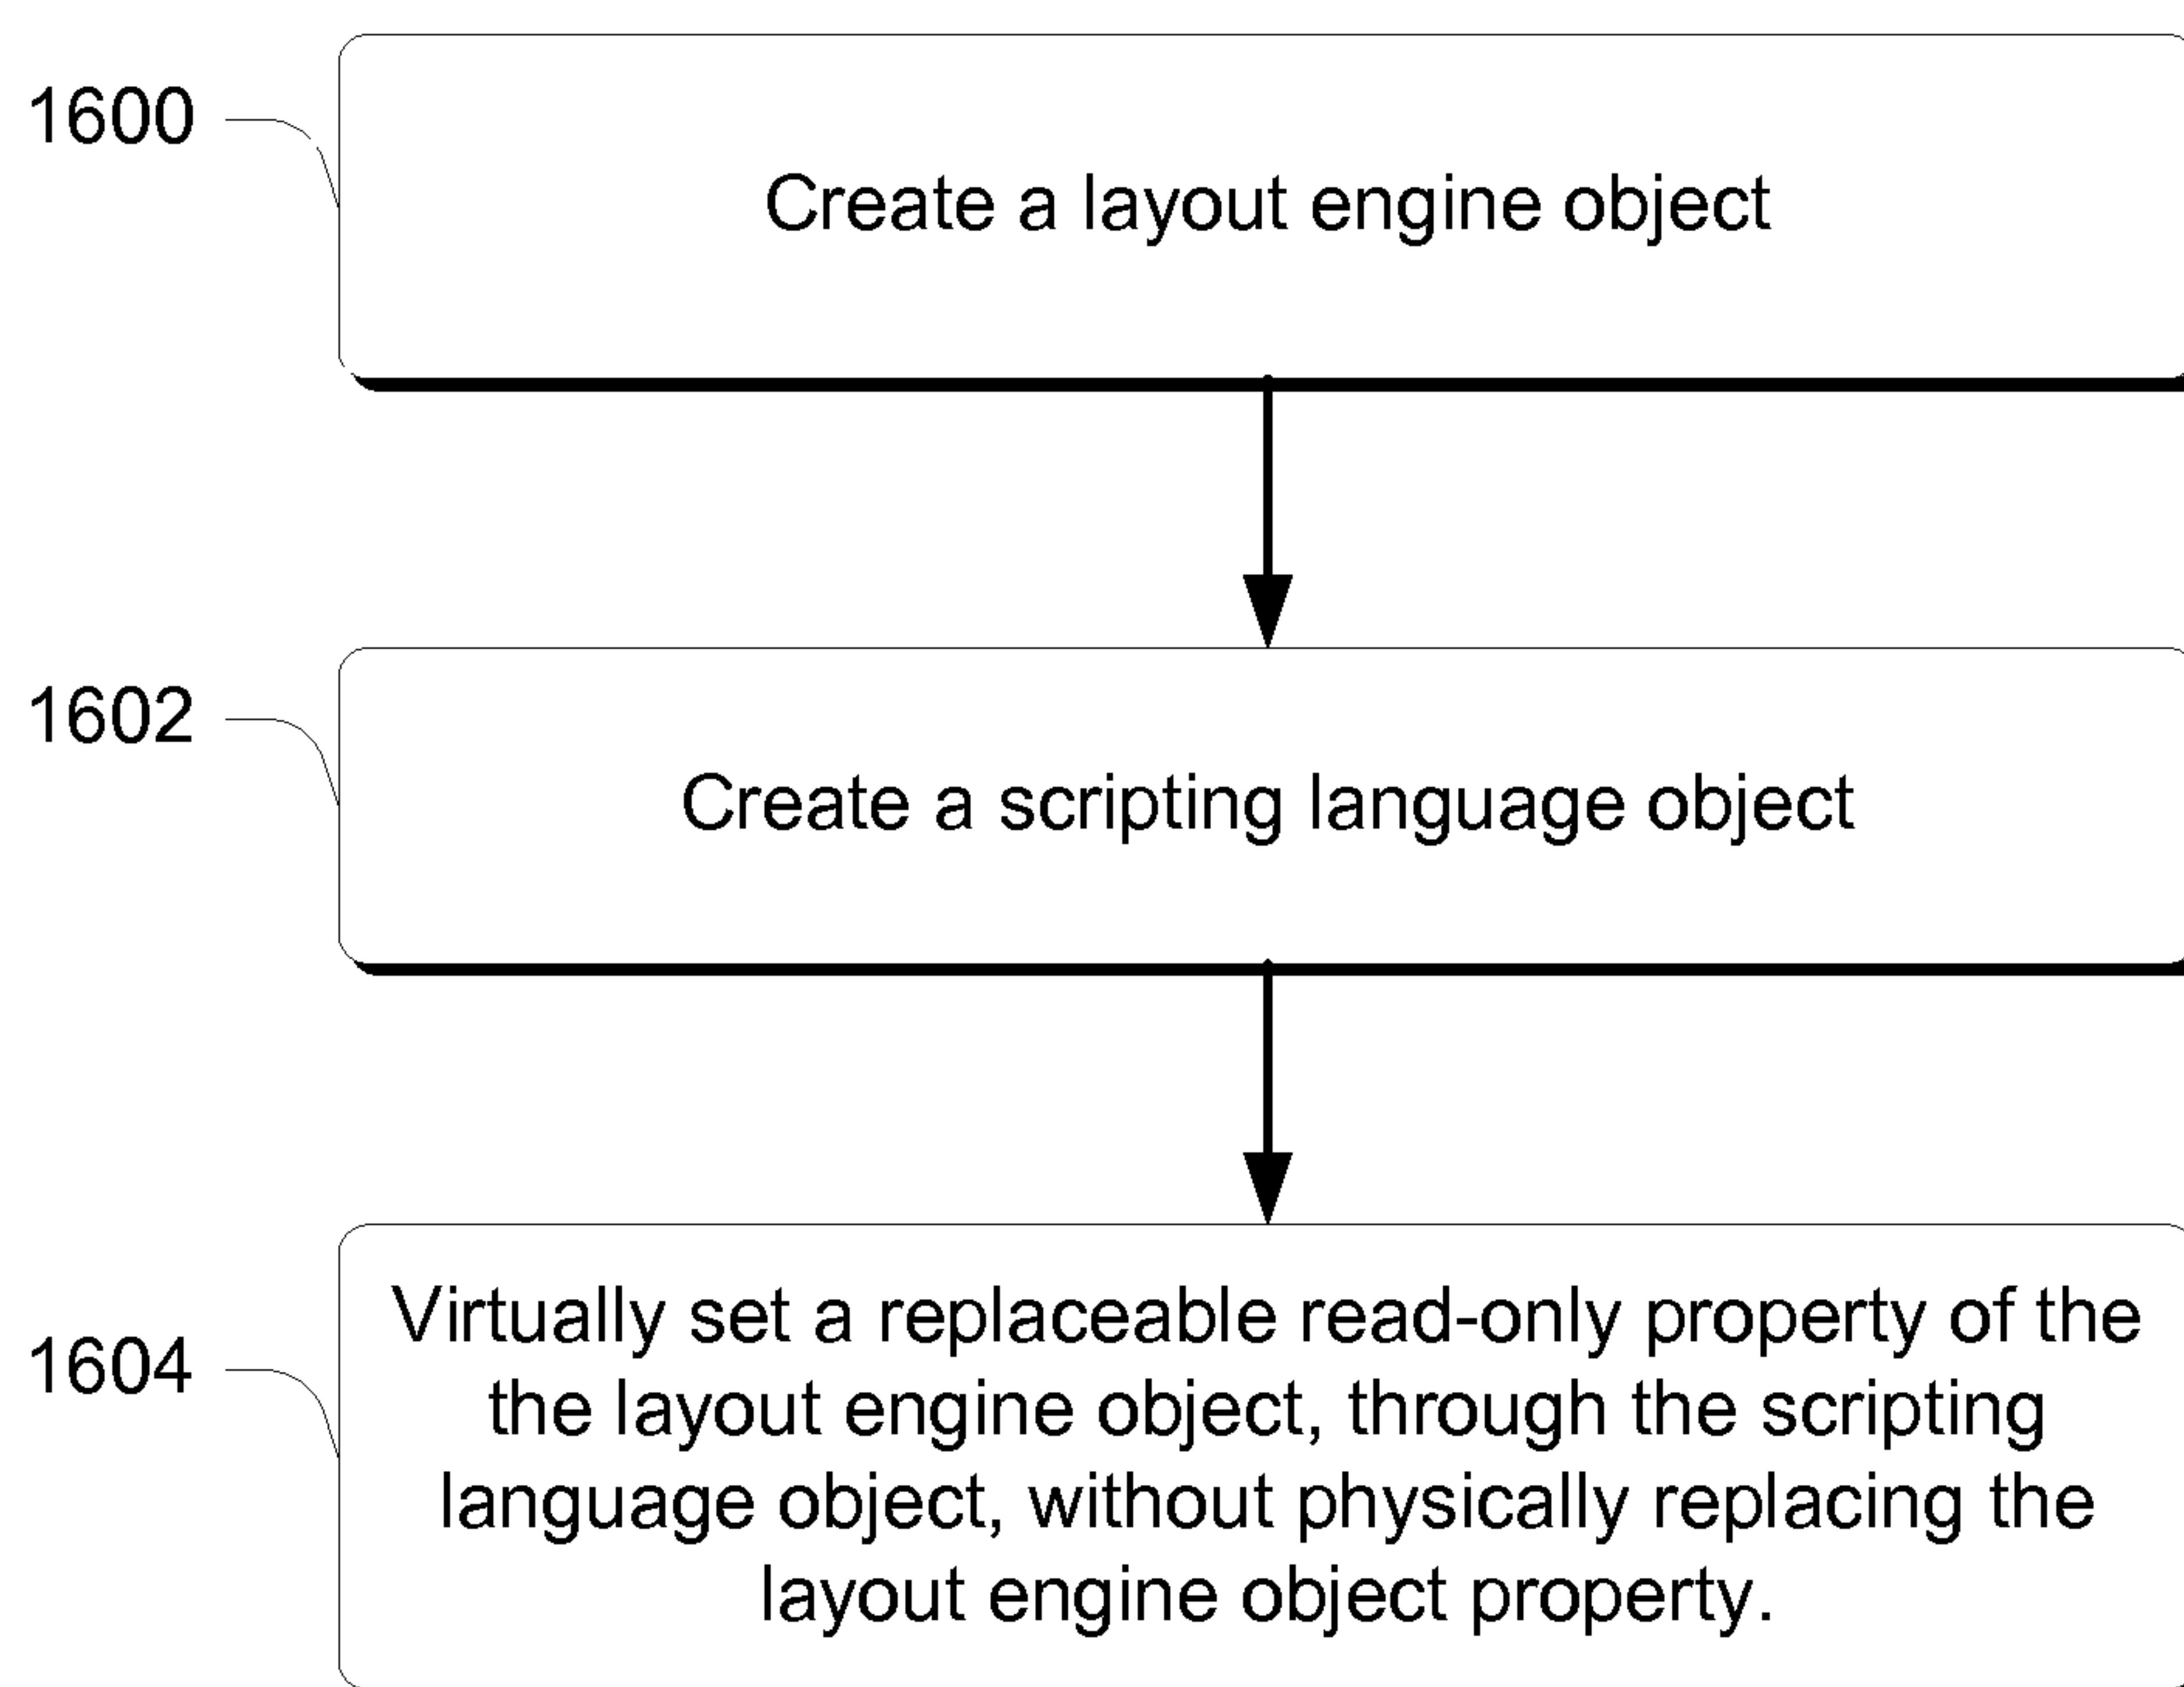 1600
Create a layout engine object
1602
Create a scripting language object
1604
Virtually set a replaceable read-only property of the
the layout engine object, through the scripting
language object, without physically replacing the
layout engine object property.